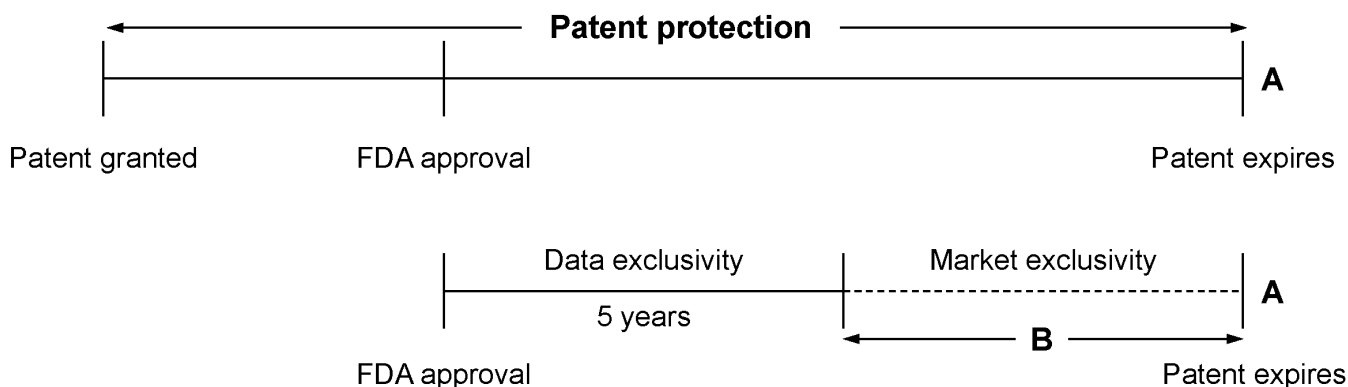 Patent protection
A
Patent granted
FDA approval
Patent expires
Data exclusivity
Market exclusivity
A
5 years
B
FDA approval
Patent expires